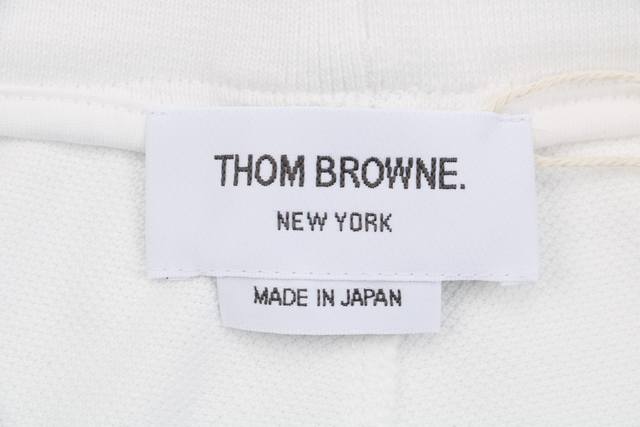 THOM BROWNE.
NEW YORK
MADE IN JAPAN